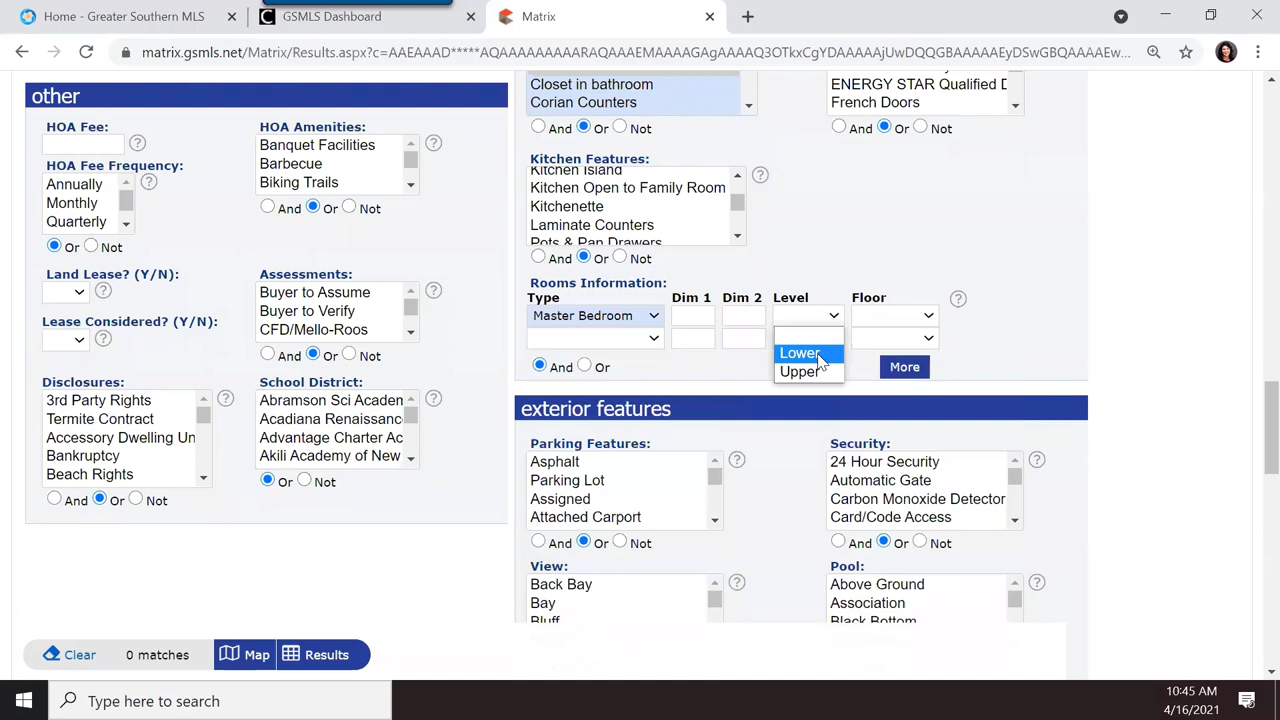 Home - Greater Southern MLS
GSMLS Dashboard
Matrix
matrix.gsmls.net/Matrix/Results.aspx?c=AAEAAAD*****AQAAAAAAAAARAQAAAEMAAAAGAgAAAAQ3OTkxCgYDAAAAAjUwDQQGBAAAAAEyDSwGBQAAAAEw...
other
HOA Fee:
HOA Amenities:
Banquet Facilities
Barbecue
Biking Trails
And Or Not
HOA Fee Frequency:
Annually
Monthly
Quarterly
Or Not
Land Lease? (Y/N):
Assessments:
Buyer to Assume
Buyer to Verify
CFD/Mello-Roos
And Or Not
Lease Considered? (Y/N):
Disclosures:
3rd Party Rights
Termite Contract
Accessory Dwelling Un
Bankruptcy
Beach Rights
And Or Not
School District:
Abramson Sci Academ
Acadiana Renaissanc
Advantage Charter Ac
Akili Academy of New
Or Not
Closet in bathroom
Corian Counters
And Or Not
ENERGY STAR Qualified D
French Doors
And Or Not
Kitchen Features:
Kitchen Island
Kitchen Open to Family Room
Kitchenette
Laminate Counters
Pots & Pan Drawers
And Or Not
Rooms Information:
Type Dim 1 Dim 2 Level Floor
Master Bedroom
Lower
Upper
And Or
More
exterior features
Parking Features:
Asphalt
Parking Lot
Assigned
Attached Carport
And Or Not
Security:
24 Hour Security
Automatic Gate
Carbon Monoxide Detector
Card/Code Access
And Or Not
View:
Back Bay
Bay
Bluff
Pool:
Above Ground
Association
Black Bottom
Clear 0 matches Map Results
Type here to search
10:45 AM
4/16/2021